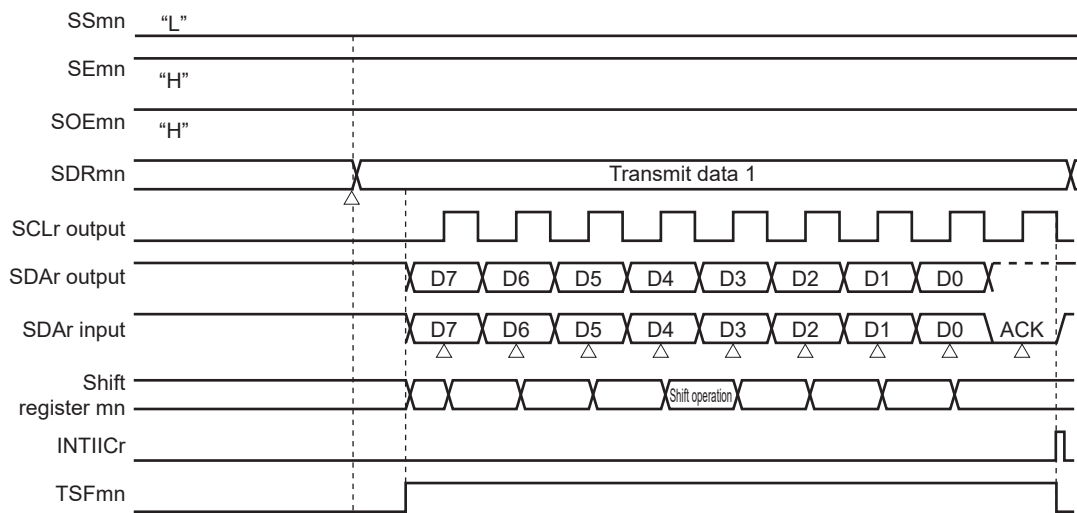 SSmn “L”
SEmn “H”
SOEmn “H”
SDRmn Transmit data 1
SCLr output
SDAr output D7 D6 D5 D4 D3 D2 D1 D0
SDAr input D7 D6 D5 D4 D3 D2 D1 D0 ACK
Shift
register mn Shift operation
INTIICr
TSFmn